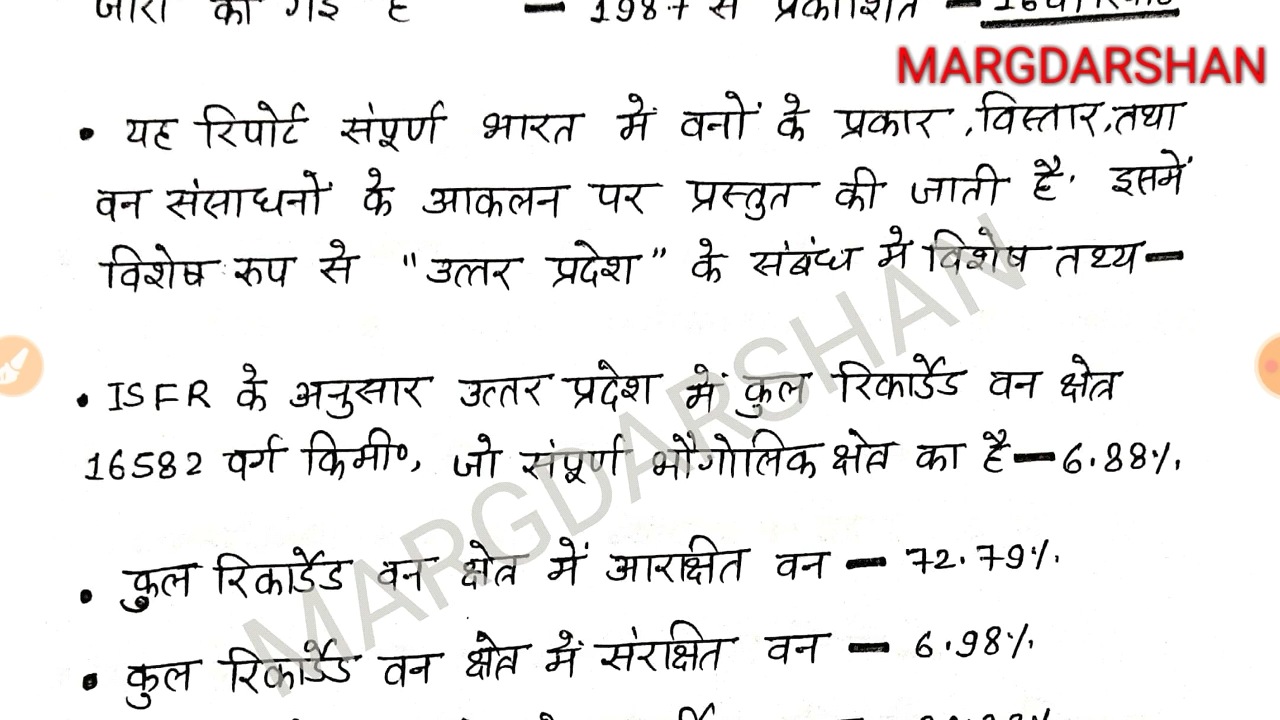 जारी की गई है — 1987 से प्रकाशित —
MARGDARSHAN
• यह रिपोर्ट संपूर्ण भारत में वनों के प्रकार, विस्तार, तथा
वन संसाधनों के आकलन पर प्रस्तुत की जाती है. इसमें
विशेष रूप से "उत्तर प्रदेश" के संबंध में विशेष तथ्य —
• ISFR के अनुसार उत्तर प्रदेश में कुल रिकार्डेड वन क्षेत्र
16582 वर्ग किमी०, जो संपूर्ण भौगोलिक क्षेत्र का है — 6.88%.
• कुल रिकार्डेड वन क्षेत्र में आरक्षित वन — 72.79%.
• कुल रिकार्डेड वन क्षेत्र में संरक्षित वन — 6.98%.
MARGDARSHAN